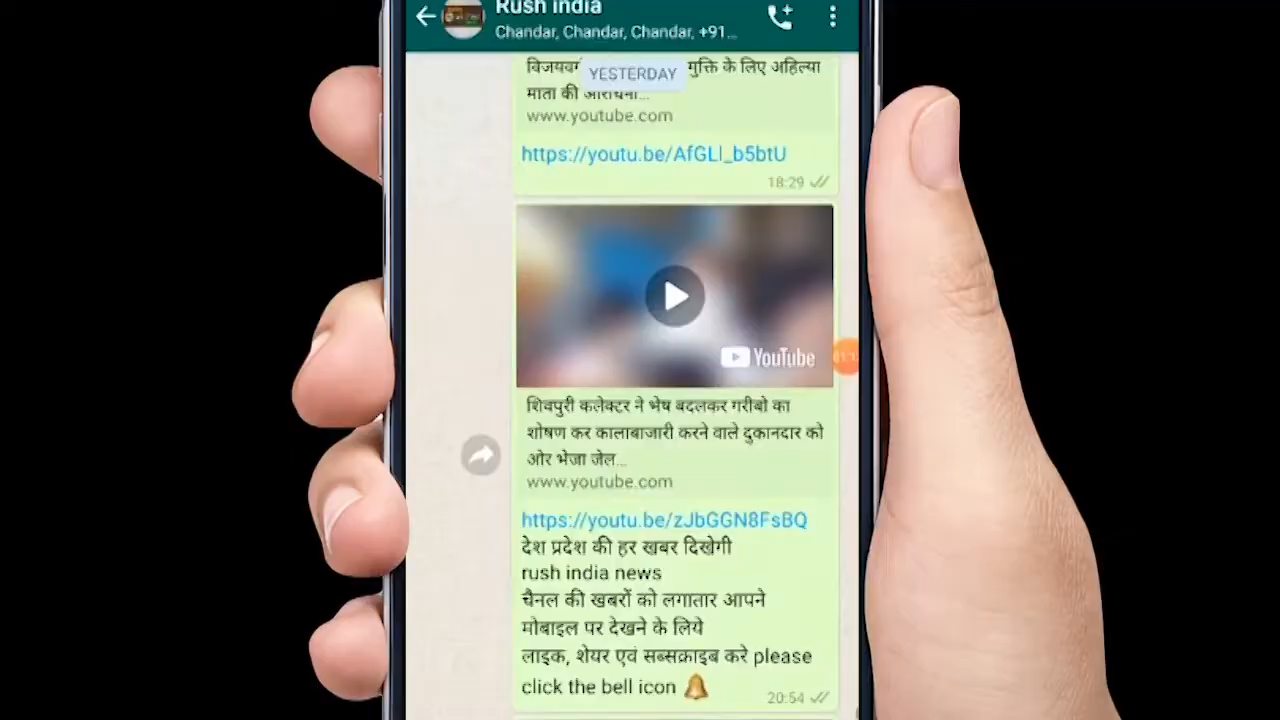 Rush india
Chandar, Chandar, Chandar, +91...
YESTERDAY
मुक्ति के लिए अहिल्या
माता की आराधना...
www.youtube.com
https://youtu.be/AfGLI_b5btU
18:29
YouTube
शिवपुरी कलेक्टर ने भेष बदलकर गरीबो का
शोषण कर कालाबाजारी करने वाले दुकानदार को
ओर भेजा जेल...
www.youtube.com
https://youtu.be/zJbGGN8FsBQ
देश प्रदेश की हर खबर दिखेगी
rush india news
चैनल की खबरों को लगातार आपने
मोबाइल पर देखने के लिये
लाइक, शेयर एवं सब्सक्राइब करे please
click the bell icon 🔔
20:54